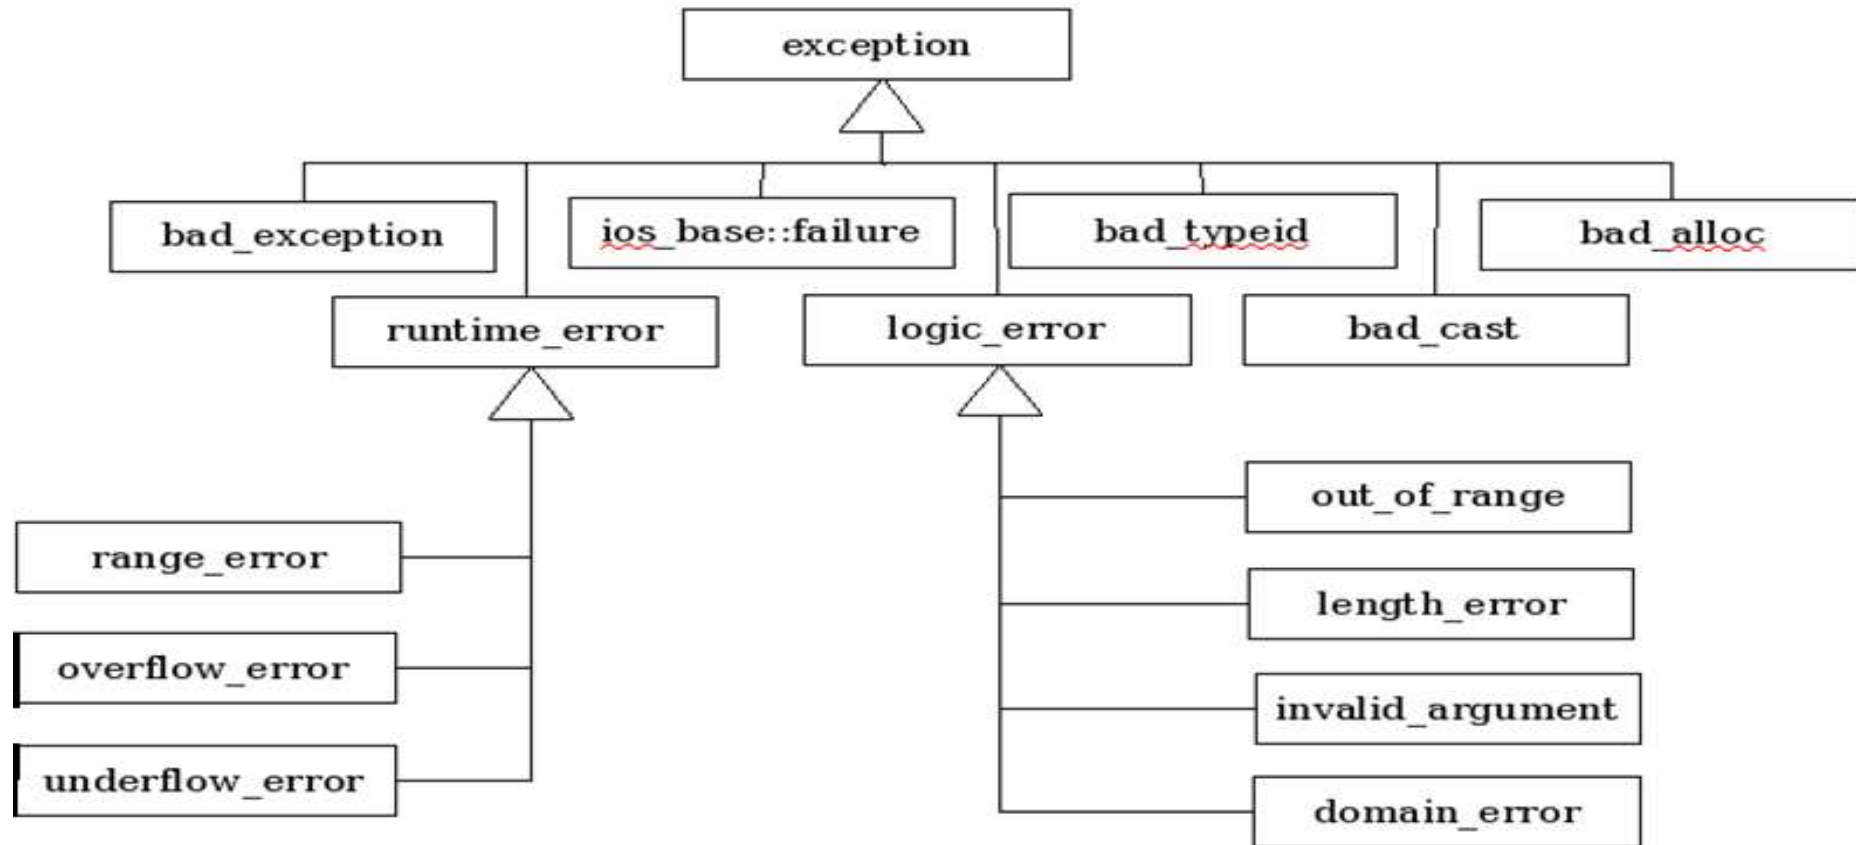 exception
bad_exception
ios_base::failure
bad_typeid
bad_alloc
runtime_error
logic_error
bad_cast
range_error
overflow_error
underflow_error
out_of_range
length_error
invalid_argument
domain_error